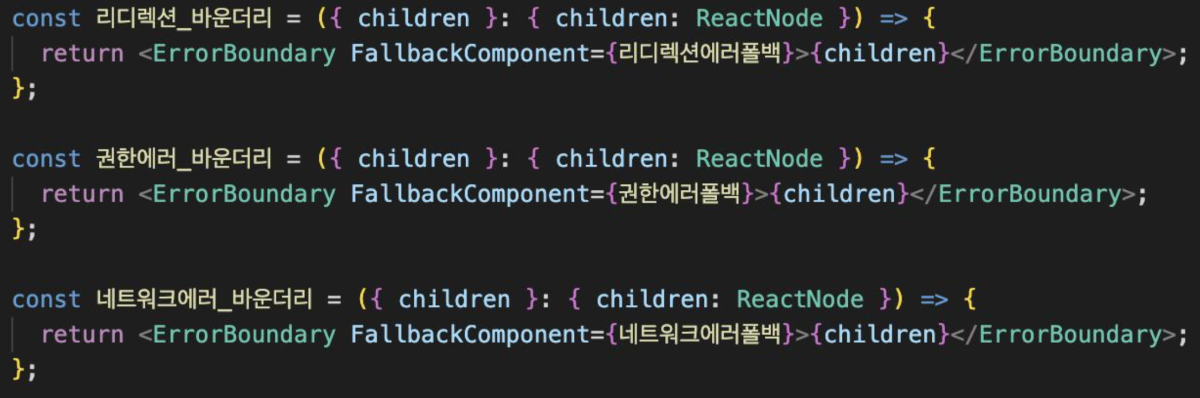 const 리디렉션_바운더리 = ({ children }: { children: ReactNode }) => {
  return <ErrorBoundary FallbackComponent={리디렉션에러폴백}>{children}</ErrorBoundary>;
};

const 권한에러_바운더리 = ({ children }: { children: ReactNode }) => {
  return <ErrorBoundary FallbackComponent={권한에러폴백}>{children}</ErrorBoundary>;
};

const 네트워크에러_바운더리 = ({ children }: { children: ReactNode }) => {
  return <ErrorBoundary FallbackComponent={네트워크에러폴백}>{children}</ErrorBoundary>;
};